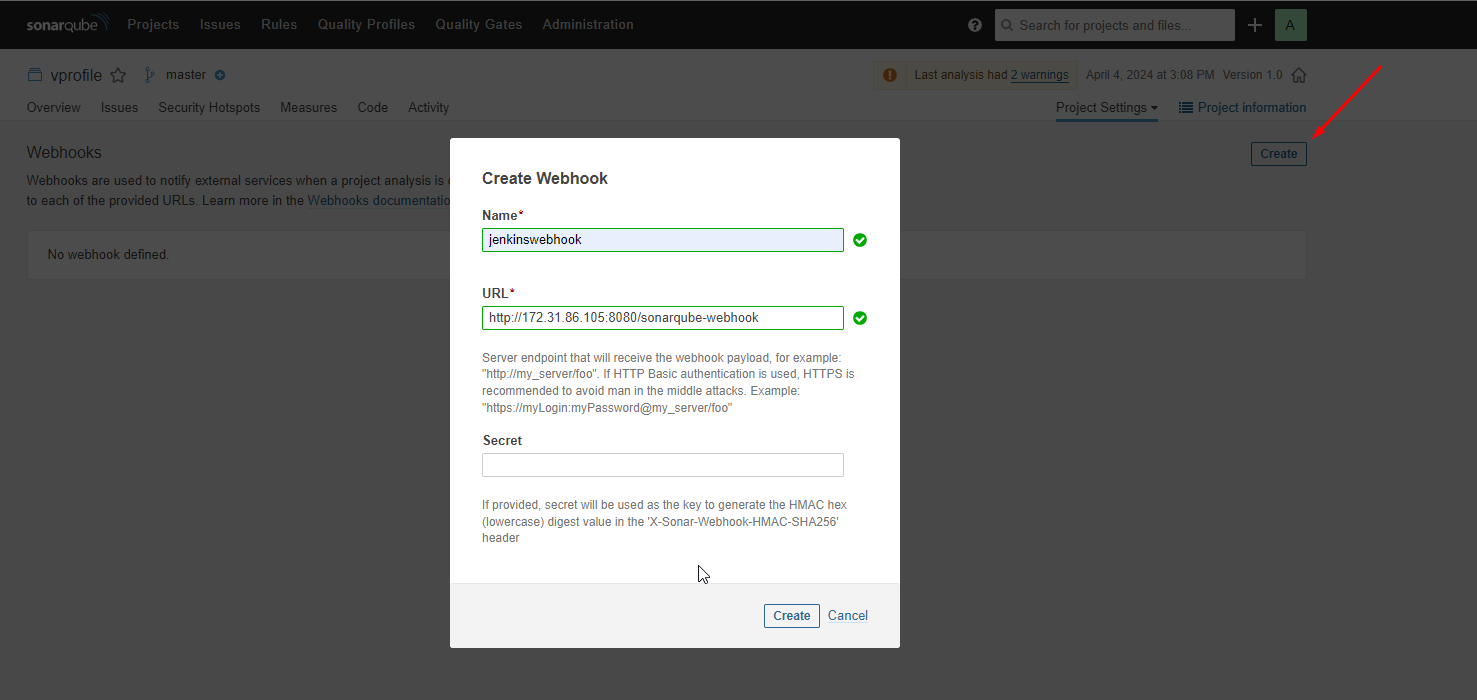 sonarqube Projects Issues Rules Quality Profiles Quality Gates Administration ? Search for projects and files... + A
vprofile master Last analysis had 2 warnings April 4, 2024 at 3:08 PM Version 1.0
Overview Issues Security Hotspots Measures Code Activity Project Settings Project information
Webhooks
Create
Webhooks are used to notify external services when a project analysis is
to each of the provided URLs. Learn more in the Webhooks documentatio
No webhook defined.
Create Webhook
Name*
jenkinswebhook
URL*
http://172.31.86.105:8080/sonarqube-webhook
Server endpoint that will receive the webhook payload, for example:
"http://my_server/foo". If HTTP Basic authentication is used, HTTPS is
recommended to avoid man in the middle attacks. Example:
"https://myLogin:myPassword@my_server/foo"
Secret
If provided, secret will be used as the key to generate the HMAC hex
(lowercase) digest value in the 'X-Sonar-Webhook-HMAC-SHA256'
header
Create Cancel